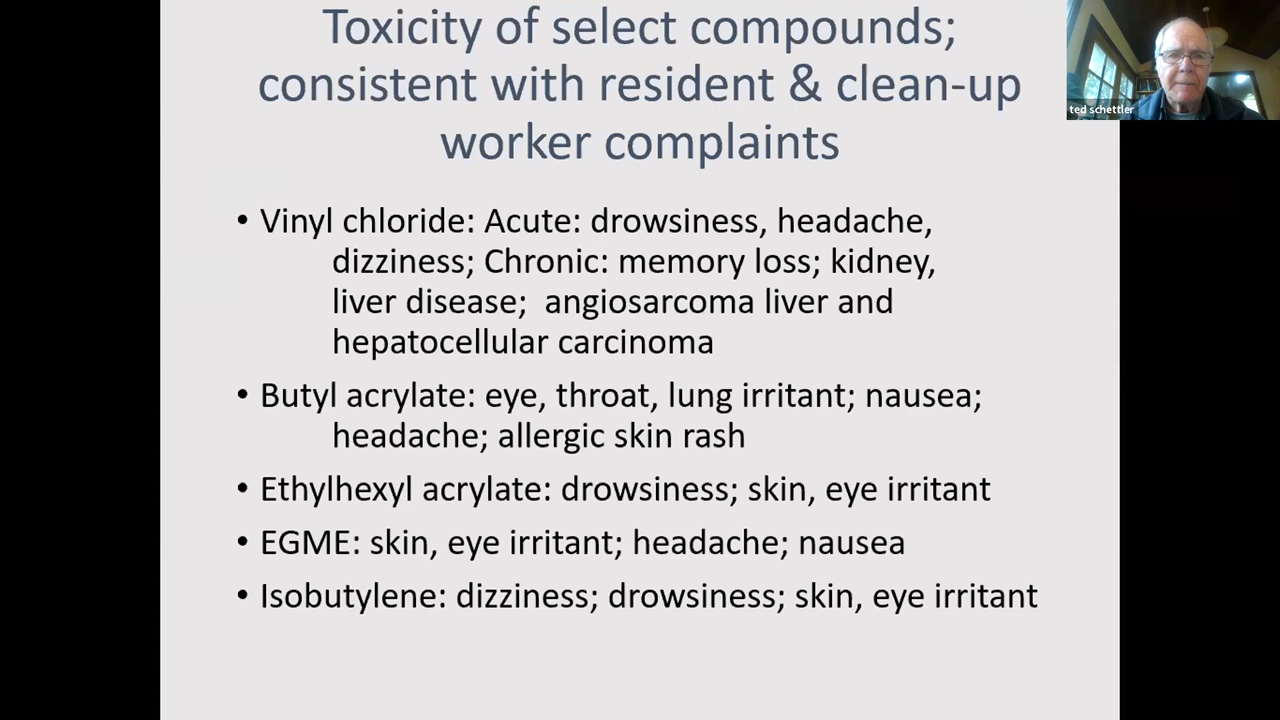 Toxicity of select compounds;
consistent with resident & clean-up
worker complaints
ted schettler
• Vinyl chloride: Acute: drowsiness, headache,
dizziness; Chronic: memory loss; kidney,
liver disease; angiosarcoma liver and
hepatocellular carcinoma
• Butyl acrylate: eye, throat, lung irritant; nausea;
headache; allergic skin rash
• Ethylhexyl acrylate: drowsiness; skin, eye irritant
• EGME: skin, eye irritant; headache; nausea
• Isobutylene: dizziness; drowsiness; skin, eye irritant